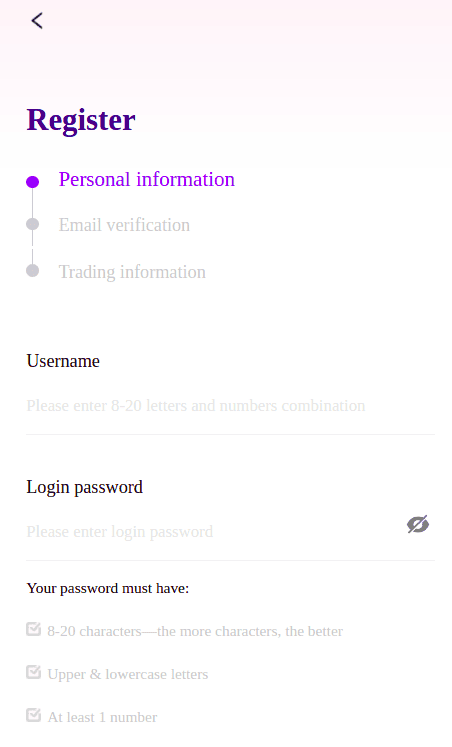 Register
Personal information
Email verification
Trading information
Username
Please enter 8-20 letters and numbers combination
Login password
Please enter login password
Your password must have:
8-20 characters—the more characters, the better
Upper & lowercase letters
At least 1 number